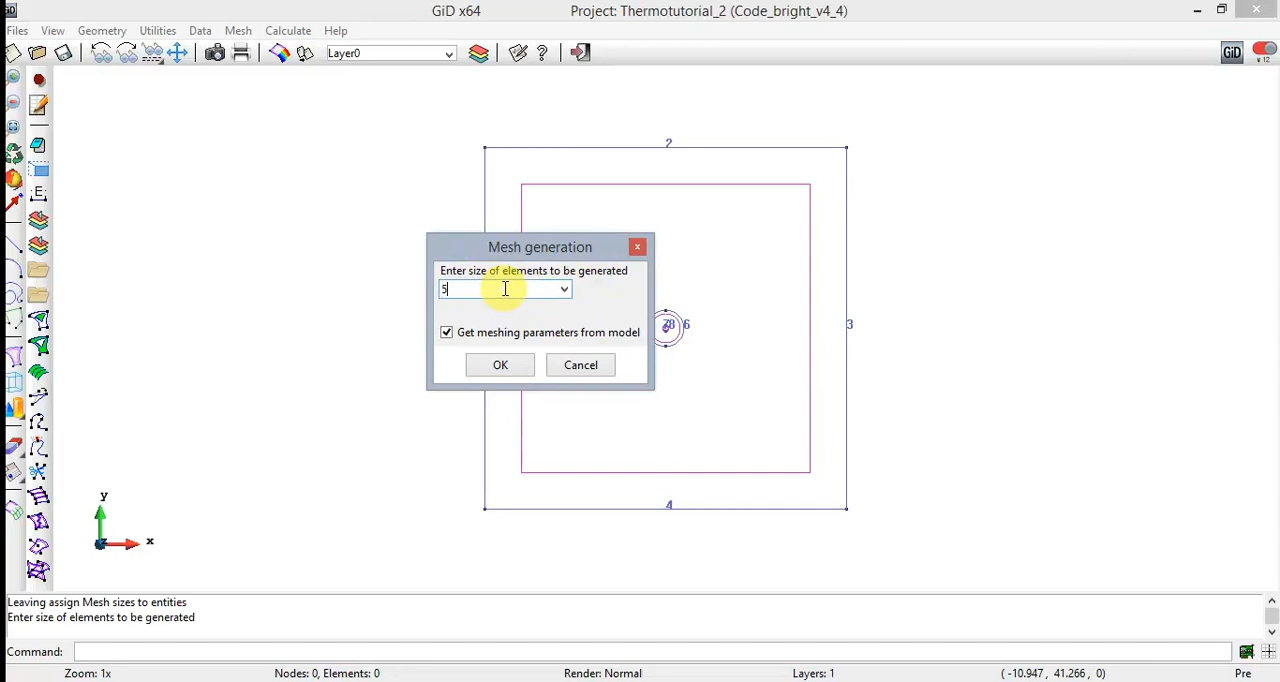 GiD x64 Project: Thermotutorial_2 (Code_bright_v4_4)
Files View Geometry Utilities Data Mesh Calculate Help
Layer0
GiD
v 12
2
Mesh generation
x
Enter size of elements to be generated
5
Get meshing parameters from model
6
3
OK Cancel
4
y
z
x
Leaving assign Mesh sizes to entities
Enter size of elements to be generated
Command:
Zoom: 1x Nodes: 0, Elements: 0 Render: Normal Layers: 1 (-10.947, 41.266, 0) Pre